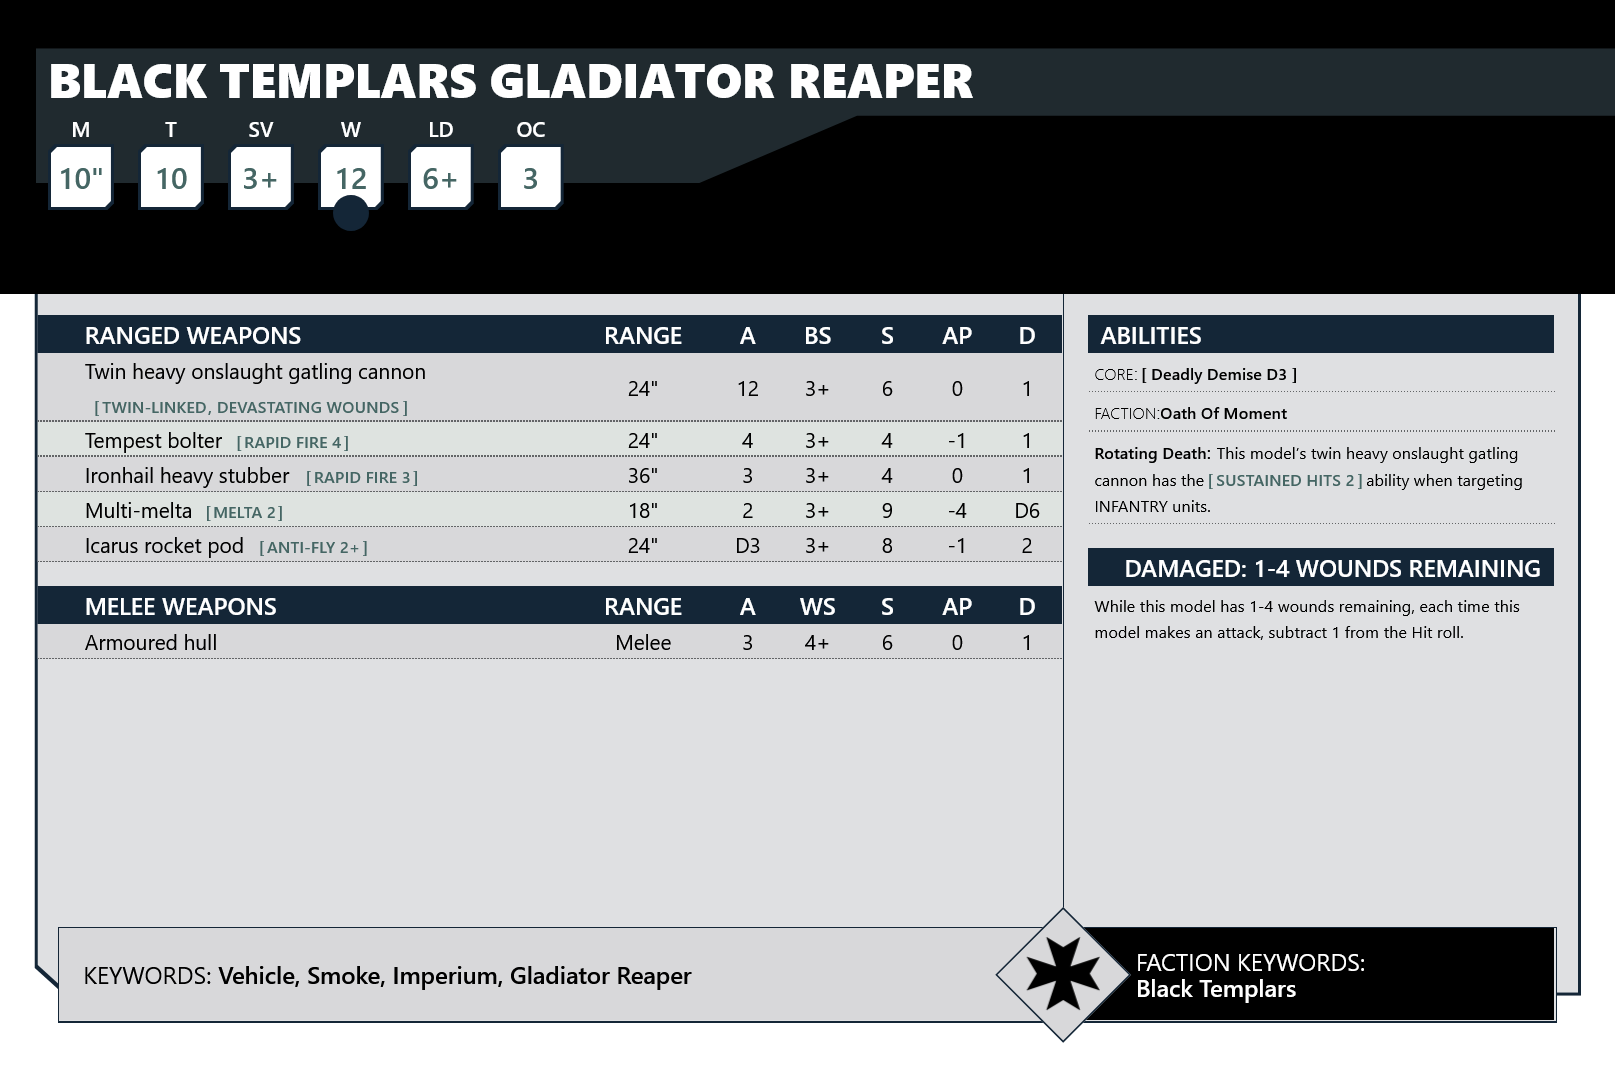 BLACK TEMPLARS GLADIATOR REAPER
M T SV W LD OC
10" 10 3+ 12 6+ 3
RANGED WEAPONS RANGE A BS S AP D
Twin heavy onslaught gatling cannon 24" 12 3+ 6 0 1
[TWIN-LINKED, DEVASTATING WOUNDS]
Tempest bolter [RAPID FIRE 4] 24" 4 3+ 4 -1 1
Ironhail heavy stubber [RAPID FIRE 3] 36" 3 3+ 4 0 1
Multi-melta [MELTA 2] 18" 2 3+ 9 -4 D6
Icarus rocket pod [ANTI-FLY 2+] 24" D3 3+ 8 -1 2
MELEE WEAPONS RANGE A WS S AP D
Armoured hull Melee 3 4+ 6 0 1
ABILITIES
CORE: [ Deadly Demise D3 ]
FACTION:Oath Of Moment
Rotating Death: This model's twin heavy onslaught gatling
cannon has the [SUSTAINED HITS 2] ability when targeting
INFANTRY units.
DAMAGED: 1-4 WOUNDS REMAINING
While this model has 1-4 wounds remaining, each time this
model makes an attack, subtract 1 from the Hit roll.
KEYWORDS: Vehicle, Smoke, Imperium, Gladiator Reaper
FACTION KEYWORDS:
Black Templars